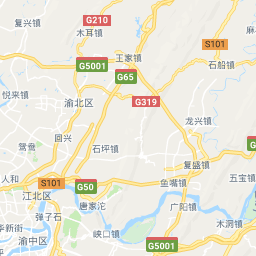 G210
复兴镇
木耳镇
王家镇
S101
G5001
石船镇
G65
悦来镇
渝北区
G319
龙兴镇
回兴
石坪镇
鸳鸯
复盛镇
人和
S101
G50
鱼嘴镇
五宝镇
江北区
唐家沱
广阳镇
弹子石
木洞镇
华新街
峡口镇
渝中区
G5001